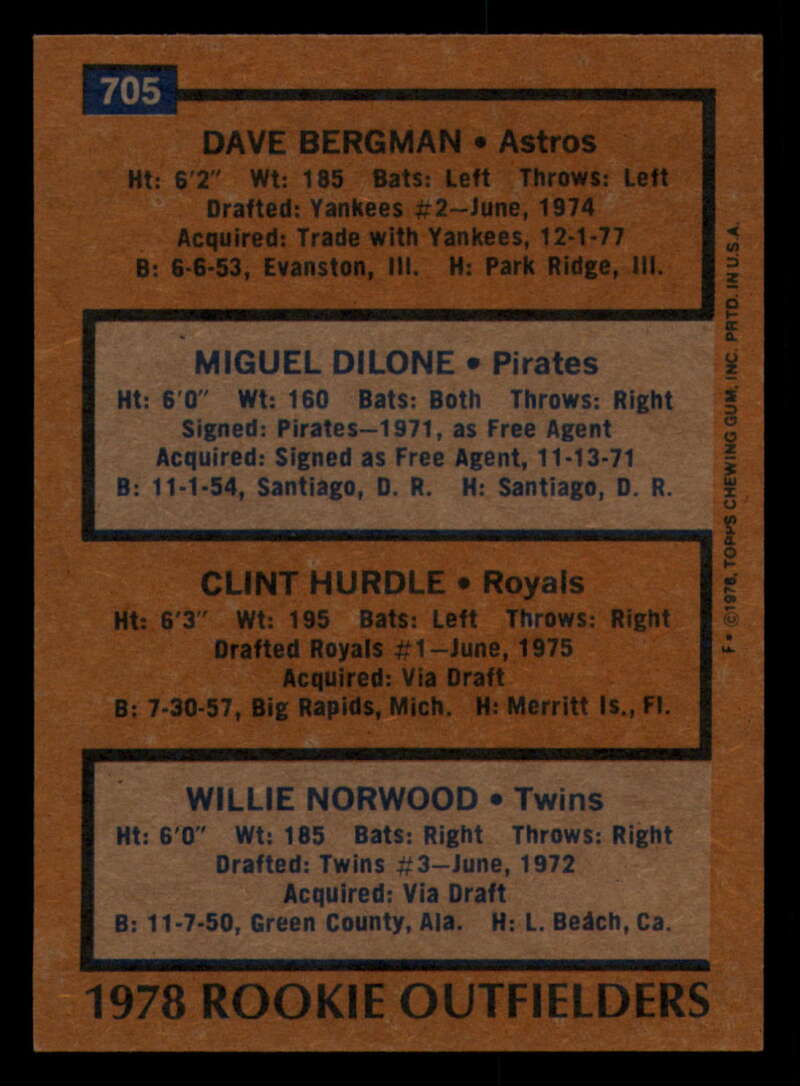 705
DAVE BERGMAN • Astros
Ht: 6'2" Wt: 185 Bats: Left Throws: Left
Drafted: Yankees #2—June, 1974
Acquired: Trade with Yankees, 12-1-77
B: 6-6-53, Evanston, Ill. H: Park Ridge, Ill.
MIGUEL DILONE • Pirates
Ht: 6'0" Wt: 160 Bats: Both Throws: Right
Signed: Pirates—1971, as Free Agent
Acquired: Signed as Free Agent, 11-13-71
B: 11-1-54, Santiago, D. R. H: Santiago, D. R.
CLINT HURDLE • Royals
Ht: 6'3" Wt: 195 Bats: Left Throws: Right
Drafted Royals #1—June, 1975
Acquired: Via Draft
B: 7-30-57, Big Rapids, Mich. H: Merritt Is., Fl.
WILLIE NORWOOD • Twins
Ht: 6'0" Wt: 185 Bats: Right Throws: Right
Drafted: Twins #3—June, 1972
Acquired: Via Draft
B: 11-7-50, Green County, Ala. H: L. Beach, Ca.
1978 ROOKIE OUTFIELDERS
F• ©1978, TOPPS CHEWING GUM, INC. PRTD. IN U.S.A.